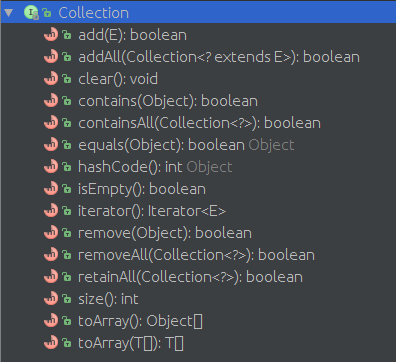 Collection
add(E): boolean
addAll(Collection<? extends E>): boolean
clear(): void
contains(Object): boolean
containsAll(Collection<?>): boolean
equals(Object): boolean Object
hashCode(): int Object
isEmpty(): boolean
iterator(): Iterator<E>
remove(Object): boolean
removeAll(Collection<?>): boolean
retainAll(Collection<?>): boolean
size(): int
toArray(): Object[]
toArray(T[]): T[]